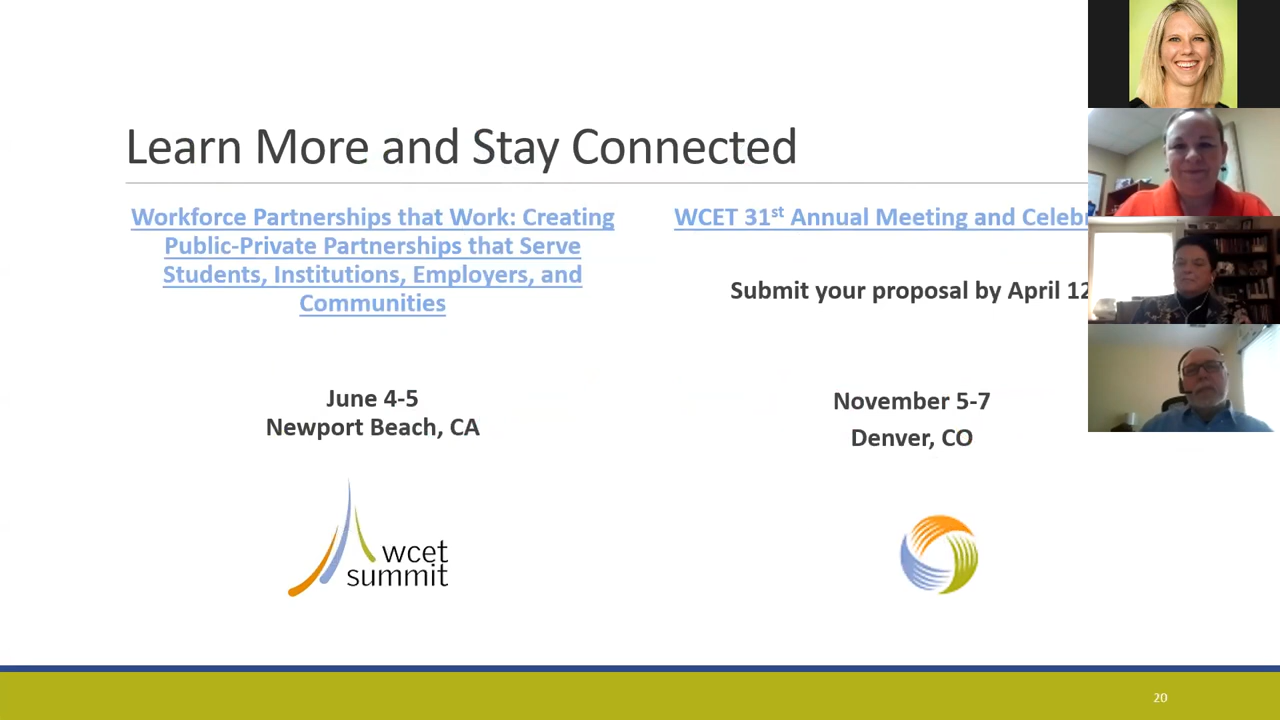 Learn More and Stay Connected
Workforce Partnerships that Work: Creating
Public-Private Partnerships that Serve
Students, Institutions, Employers, and
Communities
June 4-5
Newport Beach, CA
wcet
summit
WCET 31st Annual Meeting and Celeb
Submit your proposal by April 12
November 5-7
Denver, CO
20